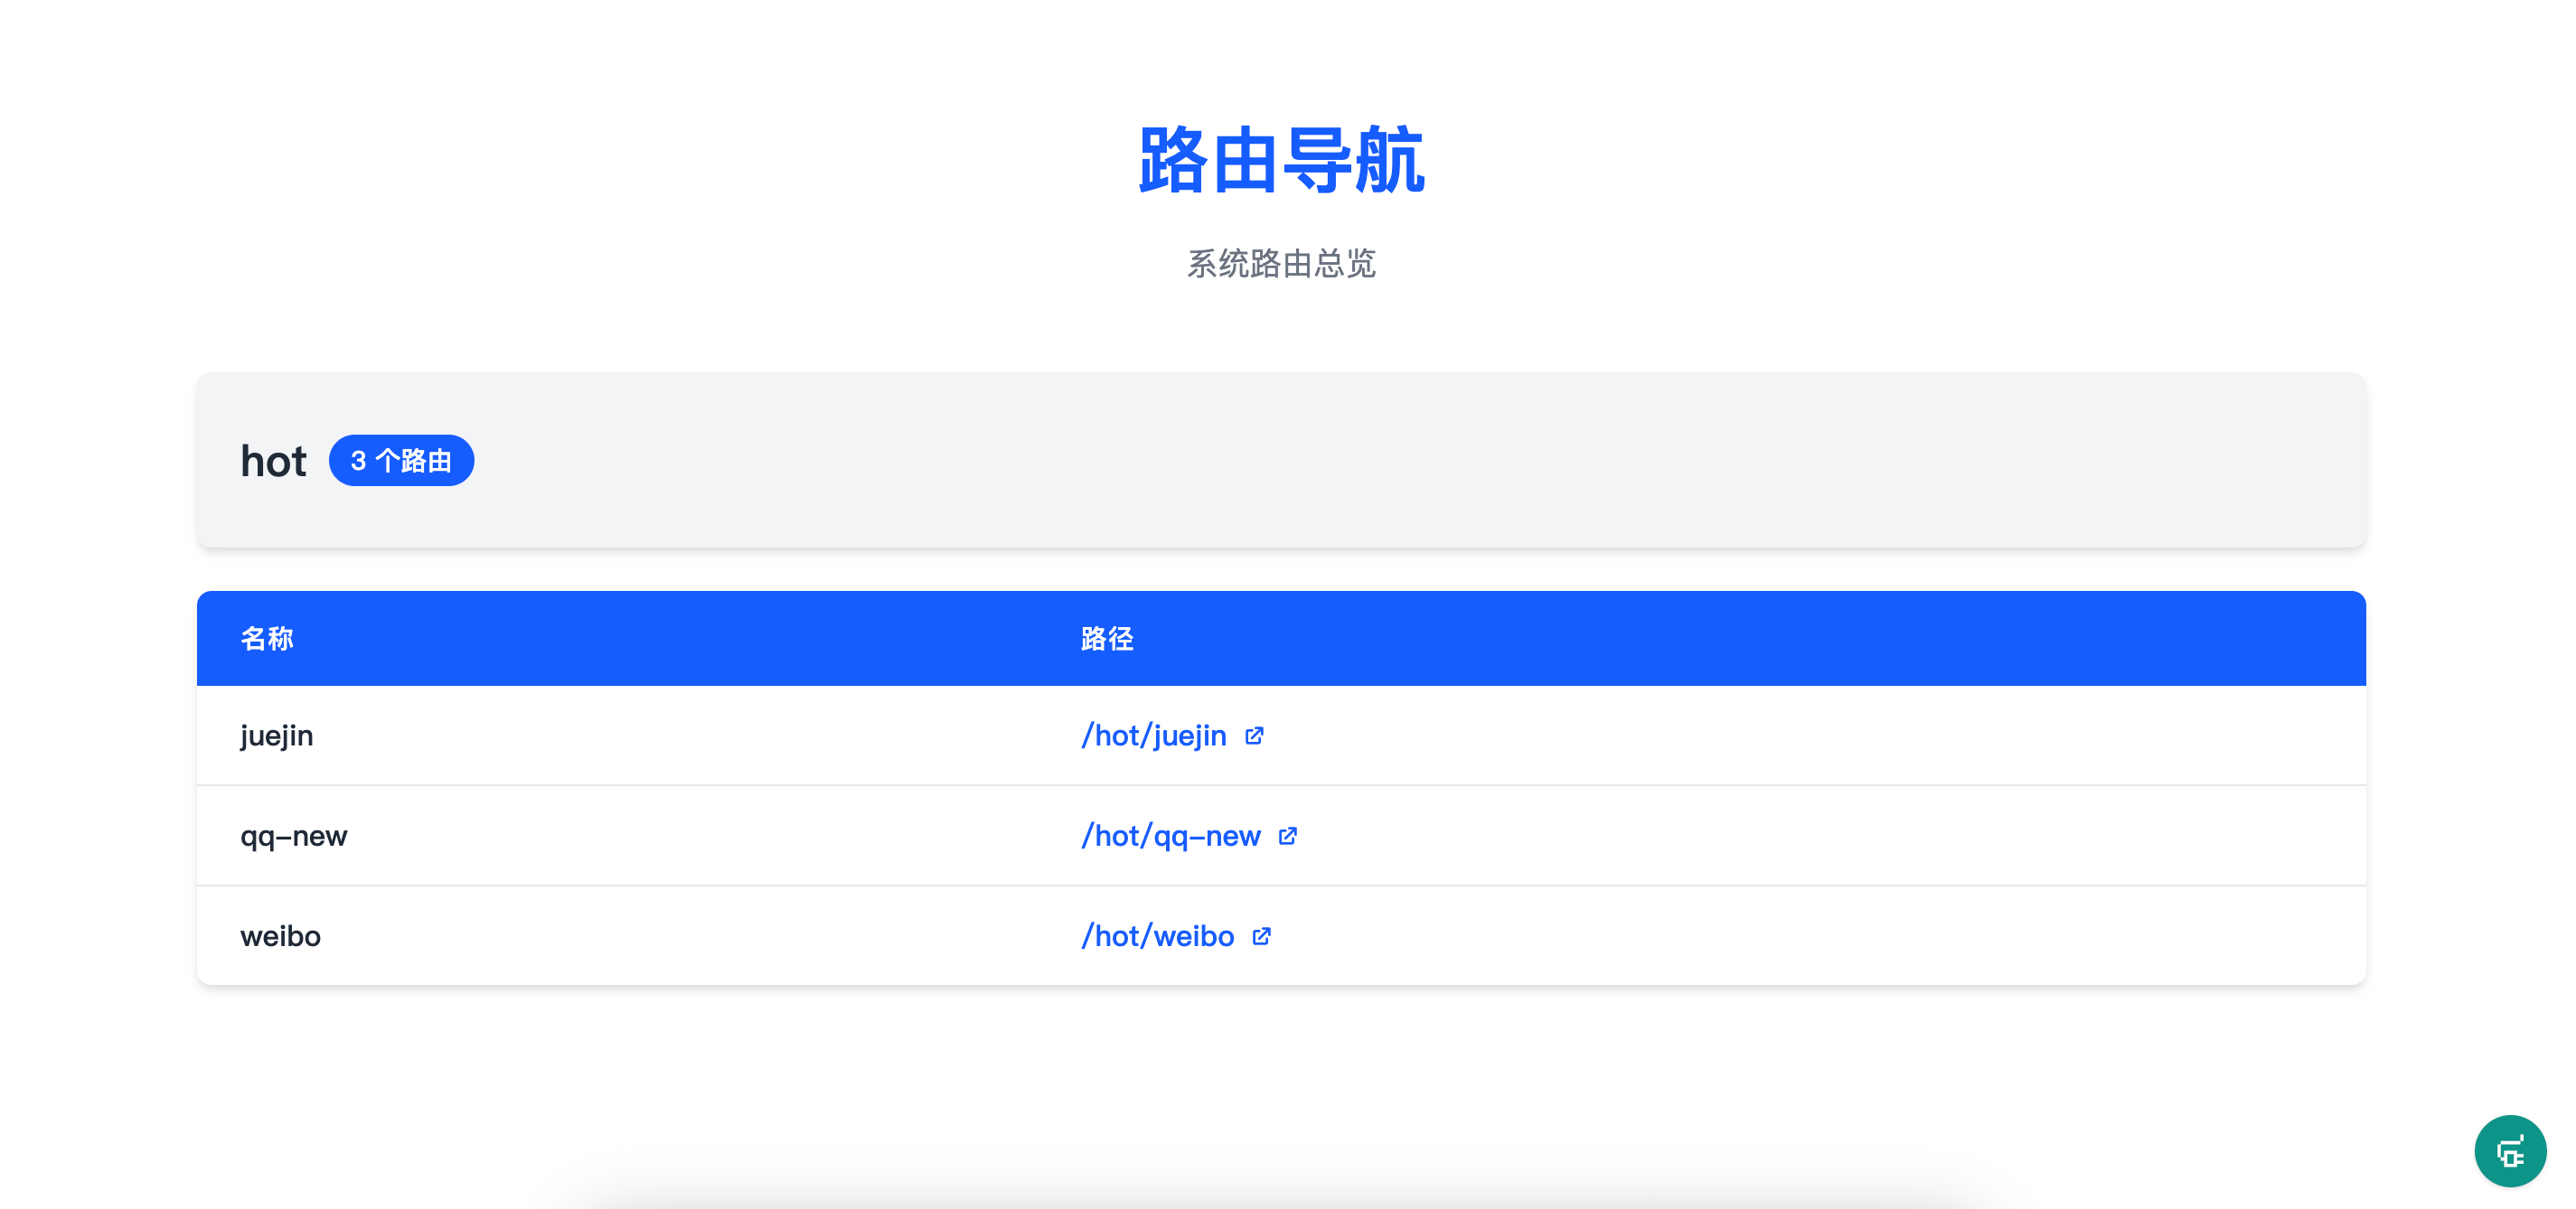 路由导航
系统路由总览
hot 3 个路由
名称 路径
juejin /hot/juejin
qq-new /hot/qq-new
weibo /hot/weibo